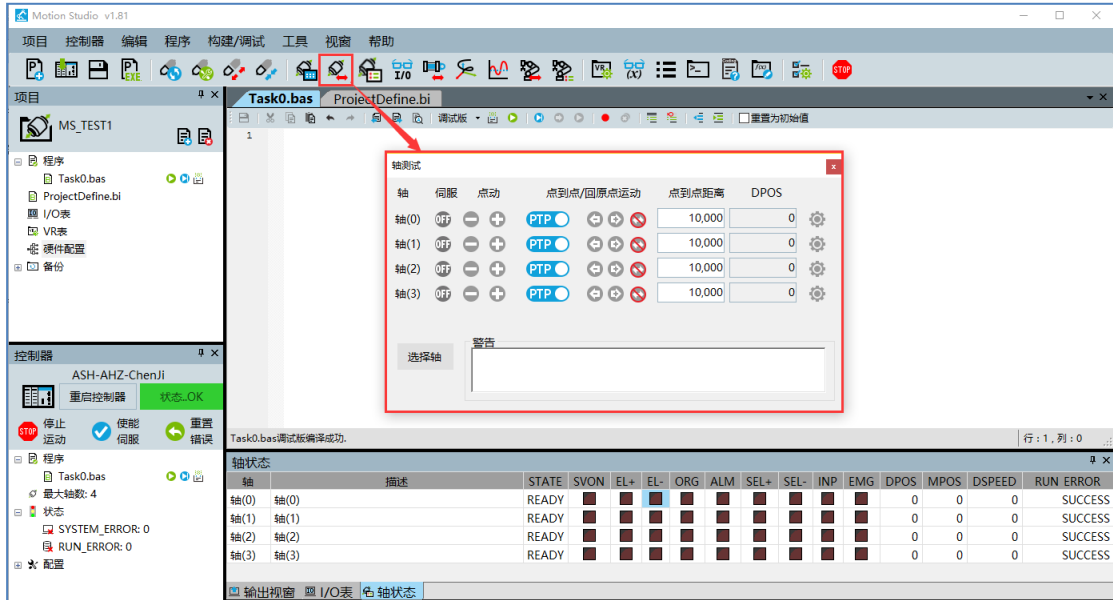 Motion Studio v1.81
项目 控制器 编辑 程序 构建/调试 工具 视窗 帮助
P P EXE I/O VR (x) f(x) STOP
项目
Task0.bas ProjectDefine.bi
MS_TEST1
调试版 重置为初始值
1
程序
Task0.bas
ProjectDefine.bi
I/O表
VR表
硬件配置
备份
轴测试 x
轴 伺服 点动 点到点/回原点运动 点到点距离 DPOS
轴(0) OFF PTP 10,000 0
轴(1) OFF PTP 10,000 0
轴(2) OFF PTP 10,000 0
轴(3) OFF PTP 10,000 0
选择轴 警告
控制器
ASH-AHZ-ChenJi
重启控制器 状态..OK
STOP 停止运动 使能伺服 重置错误
程序
Task0.bas
最大轴数: 4
状态
SYSTEM_ERROR: 0
RUN_ERROR: 0
配置
Task0.bas调试版编译成功. 行 : 1 , 列 : 0
轴状态
轴 描述 STATE SVON EL+ EL- ORG ALM SEL+ SEL- INP EMG DPOS MPOS DSPEED RUN ERROR
轴(0) 轴(0) READY 0 0 0 SUCCESS
轴(1) 轴(1) READY 0 0 0 SUCCESS
轴(2) 轴(2) READY 0 0 0 SUCCESS
轴(3) 轴(3) READY 0 0 0 SUCCESS
输出视窗 I/O表 轴状态